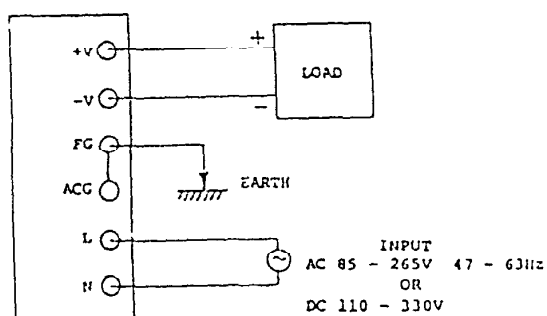 +V
+
LOAD
-V
-
FG
EARTH
ACG
L
INPUT
AC 85 - 265V 47 - 63Hz
N
OR
DC 110 - 330V